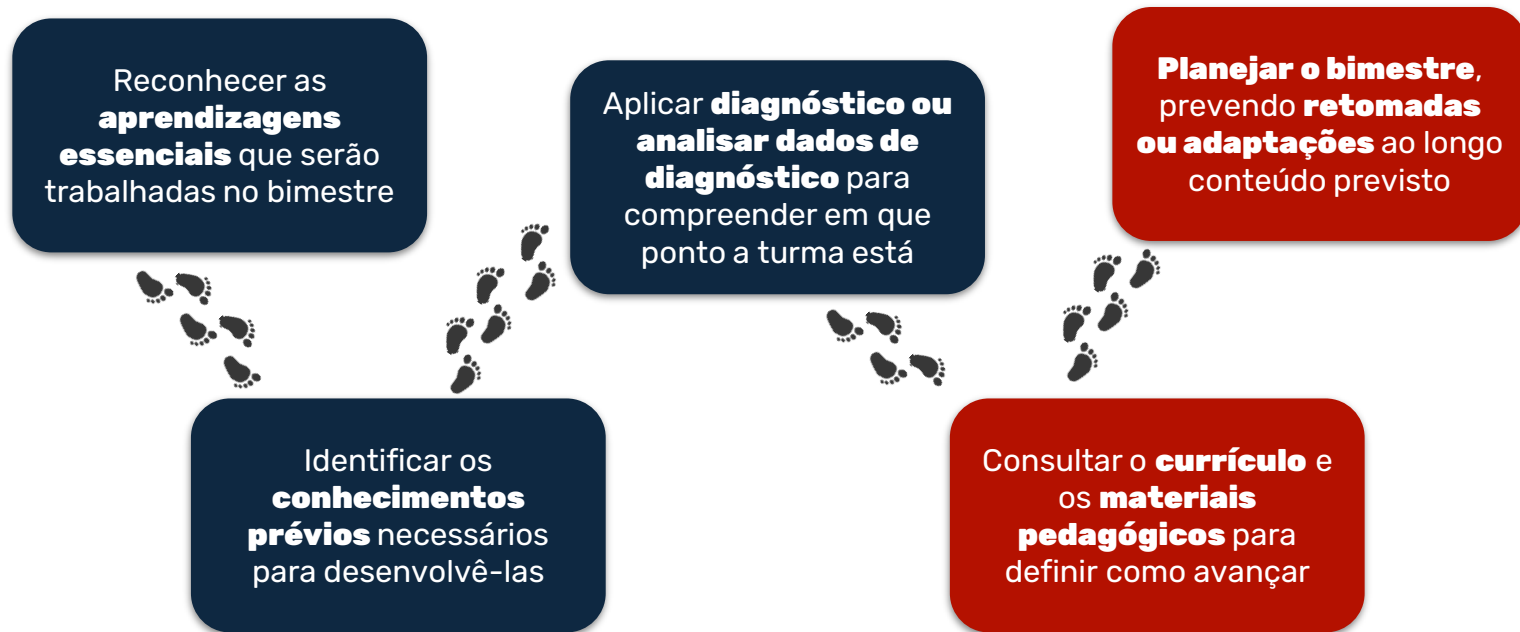 Reconhecer as
aprendizagens
essenciais que serão
trabalhadas no bimestre
Identificar os
conhecimentos
prévios necessários
para desenvolvê-las
Aplicar diagnóstico ou
analisar dados de
diagnóstico para
compreender em que
ponto a turma está
Consultar o currículo e
os materiais
pedagógicos para
definir como avançar
Planejar o bimestre,
prevendo retomadas
ou adaptações ao longo
conteúdo previsto